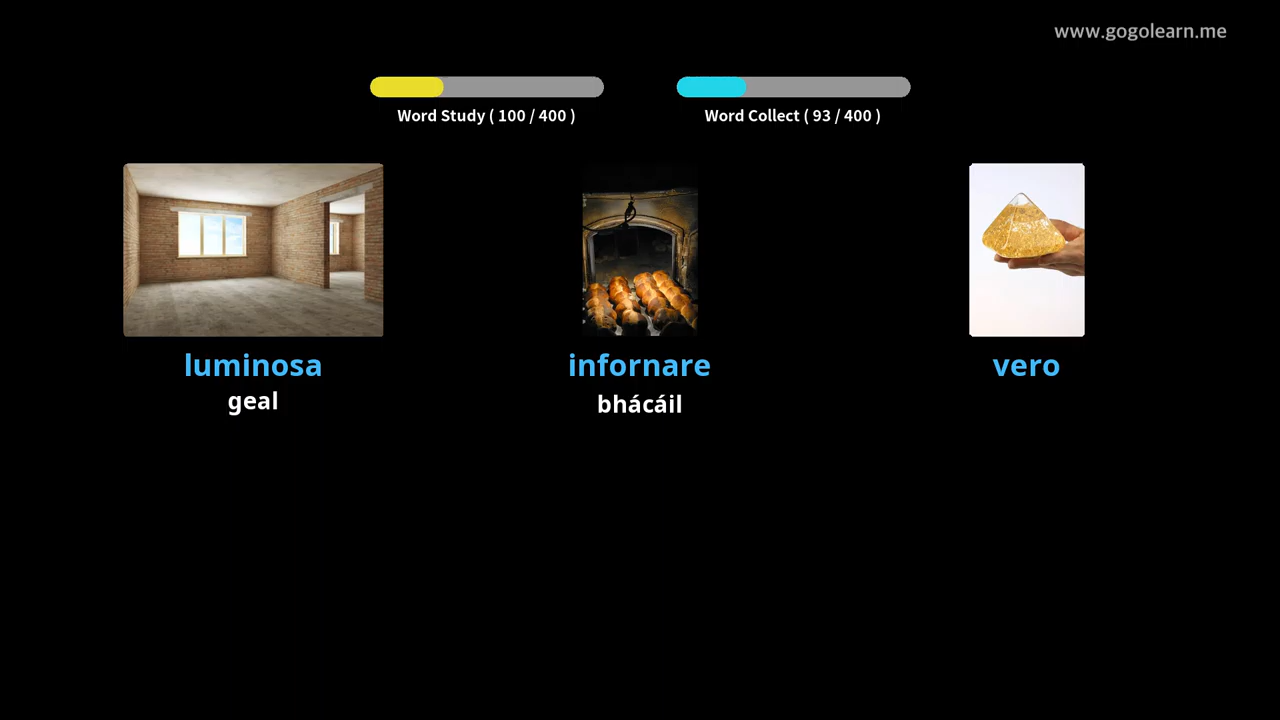 www.gogolearn.me
Word Study ( 100 / 400 )
Word Collect ( 93 / 400 )
luminosa
geal
infornare
bhácáil
vero